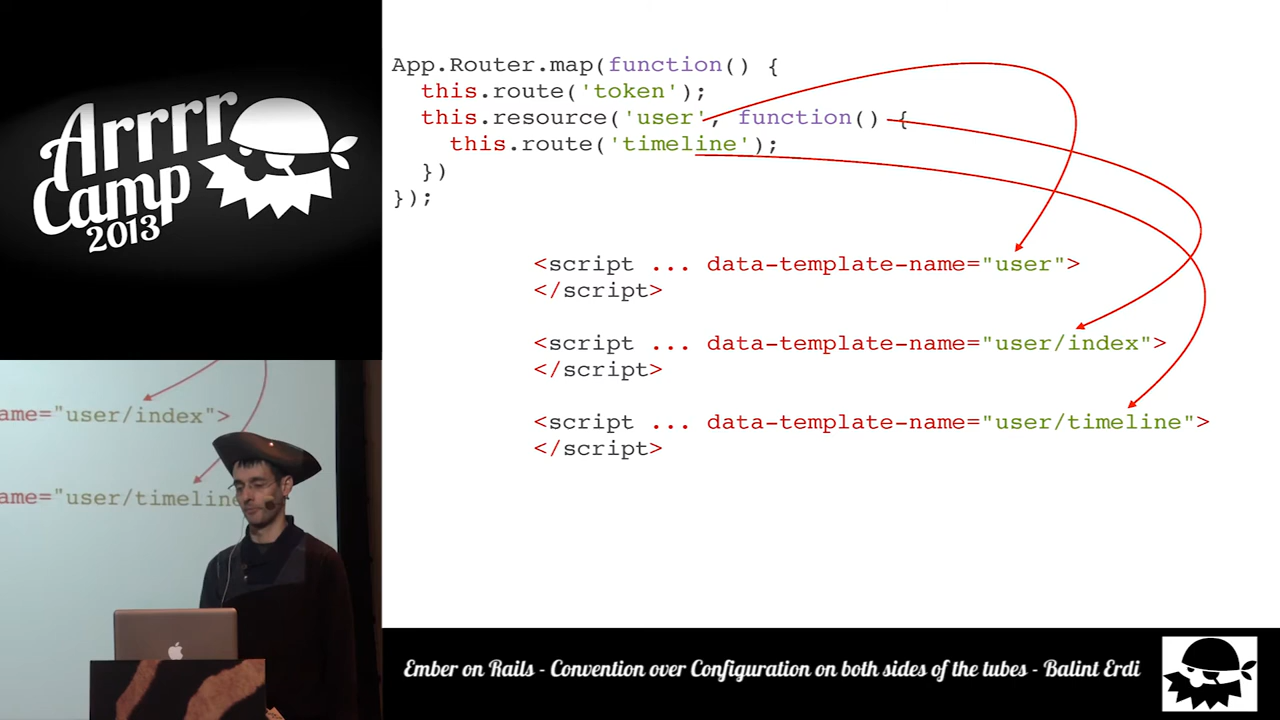 Arrrr
Camp
2013
App.Router.map(function() {
this.route('token');
this.resource('user', function() {
this.route('timeline');
})
});
<script ... data-template-name="user">
</script>
<script ... data-template-name="user/index">
</script>
<script ... data-template-name="user/timeline">
</script>
ame="user/index">
ame="user/timeline
Ember on Rails - Convention over Configuration on both sides of the tubes - Balint Erdi